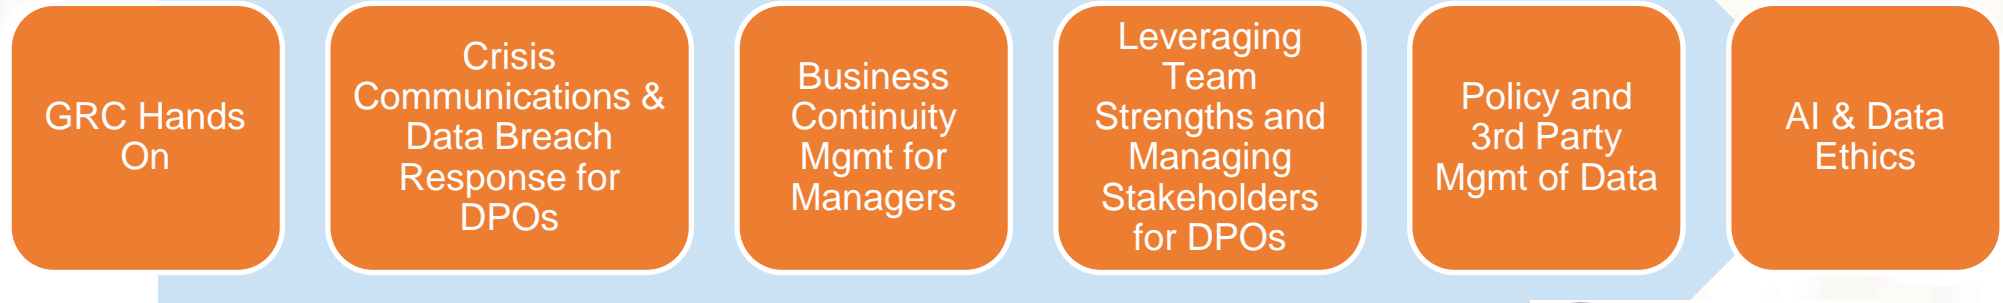 GRC Hands
On
Crisis
Communications &
Data Breach
Response for
DPOs
Business
Continuity
Mgmt for
Managers
Leveraging
Team
Strengths and
Managing
Stakeholders
for DPOs
Policy and
3rd Party
Mgmt of Data
AI & Data
Ethics